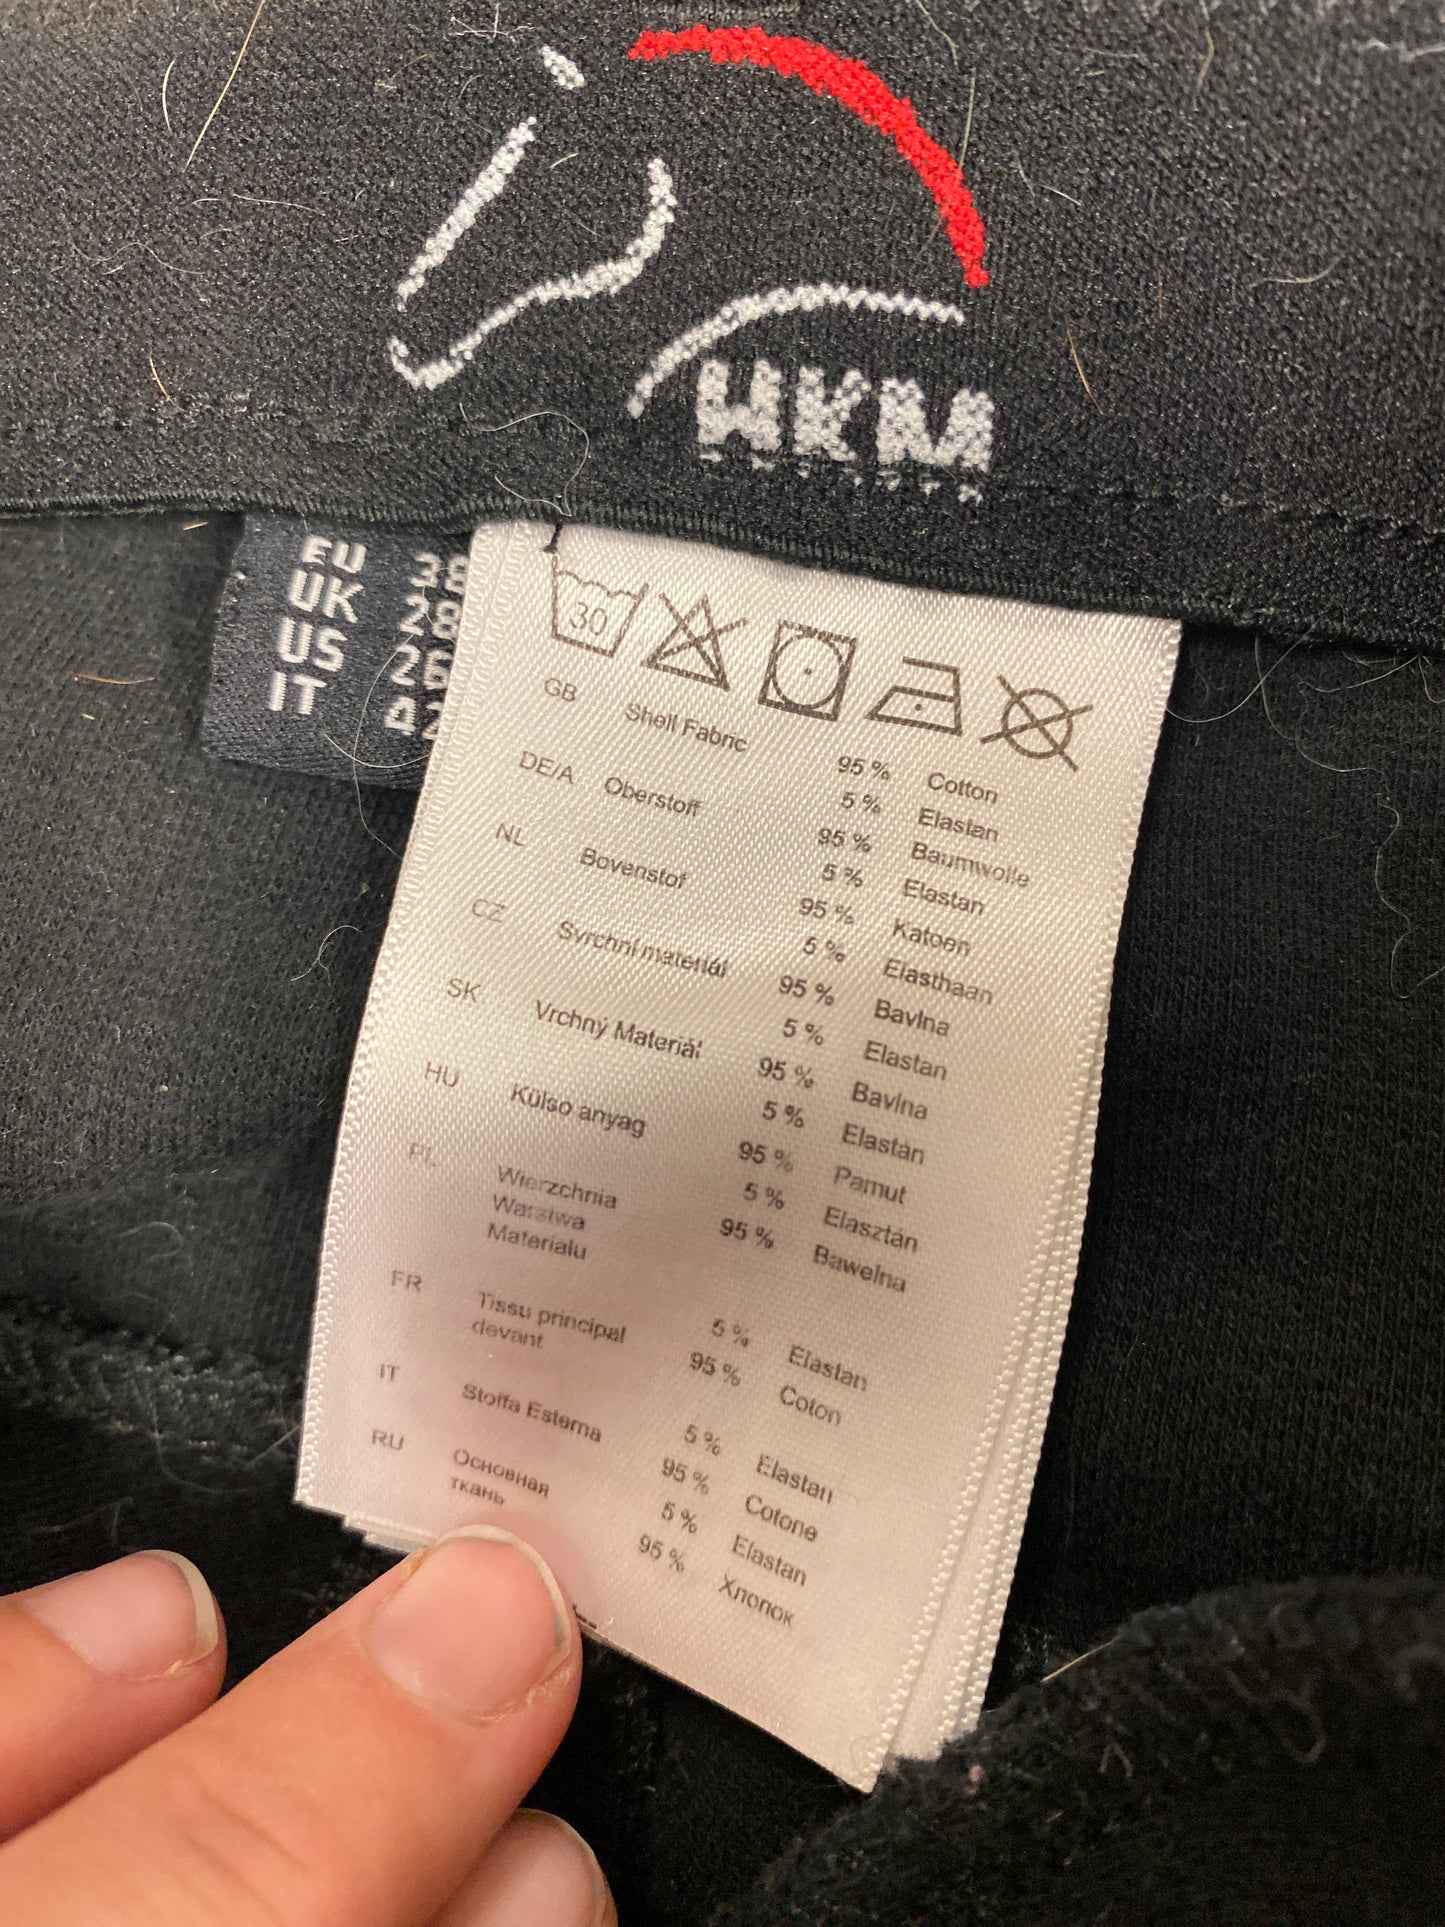 HKM
EU 38
UK 28
US 26
IT 42
30
GB Shell Fabric 95 % Cotton
5 % Elastan
DE/A Oberstoff 95 % Baumwolle
5 % Elastan
NL Bovenstof 95 % Katoen
5 % Elasthaan
CZ Svrchní materiál 95 % Bavlna
5 % Elastan
SK Vrchný Materiál 95 % Bavlna
5 % Elastán
HU Külso anyag 95 % Pamut
5 % Elasztán
PL Wierzchnia 95 % Bawelna
Warstwa
Materialu
5 % Elastan
FR Tissu principal 95 % Coton
devant
5 % Elastan
IT Stoffa Esterna 95 % Cotone
5 % Elastan
RU Основная 95 % Хлопок
ткань